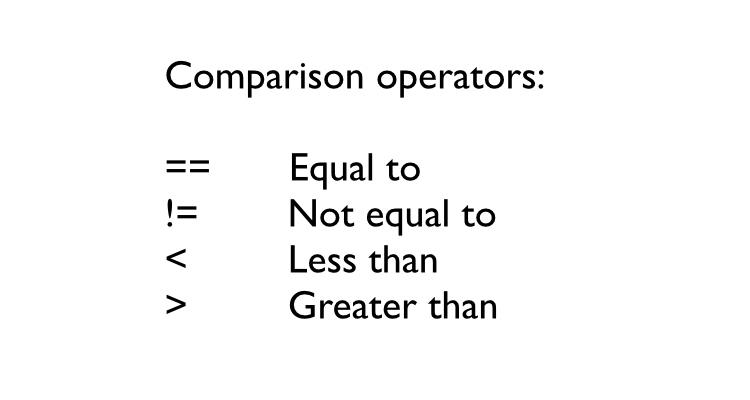 Comparison operators:
== Equal to
!= Not equal to
< Less than
> Greater than